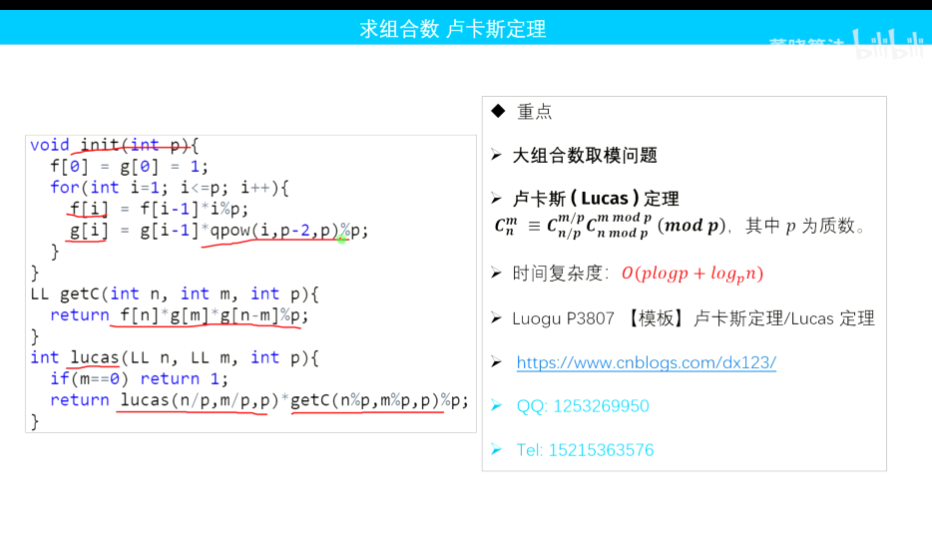 求组合数 卢卡斯定理
董晓算法 bilibili
void init(int p){
f[0] = g[0] = 1;
for(int i=1; i<=p; i++){
f[i] = f[i-1]*i%p;
g[i] = g[i-1]*qpow(i,p-2,p)%p;
}
}
LL getC(int n, int m, int p){
return f[n]*g[m]*g[n-m]%p;
}
int lucas(LL n, LL m, int p){
if(m==0) return 1;
return lucas(n/p,m/p,p)*getC(n%p,m%p,p)%p;
}
◆ 重点
➢ 大组合数取模问题
➢ 卢卡斯 ( Lucas ) 定理
C_n^m ≡ C_{n/p}^{m/p} C_{n mod p}^{m mod p} (mod p)，其中 p 为质数。
➢ 时间复杂度：O(plogp + log_p n)
➢ Luogu P3807 【模板】卢卡斯定理/Lucas 定理
➢ https://www.cnblogs.com/dx123/
➢ QQ: 1253269950
➢ Tel: 15215363576